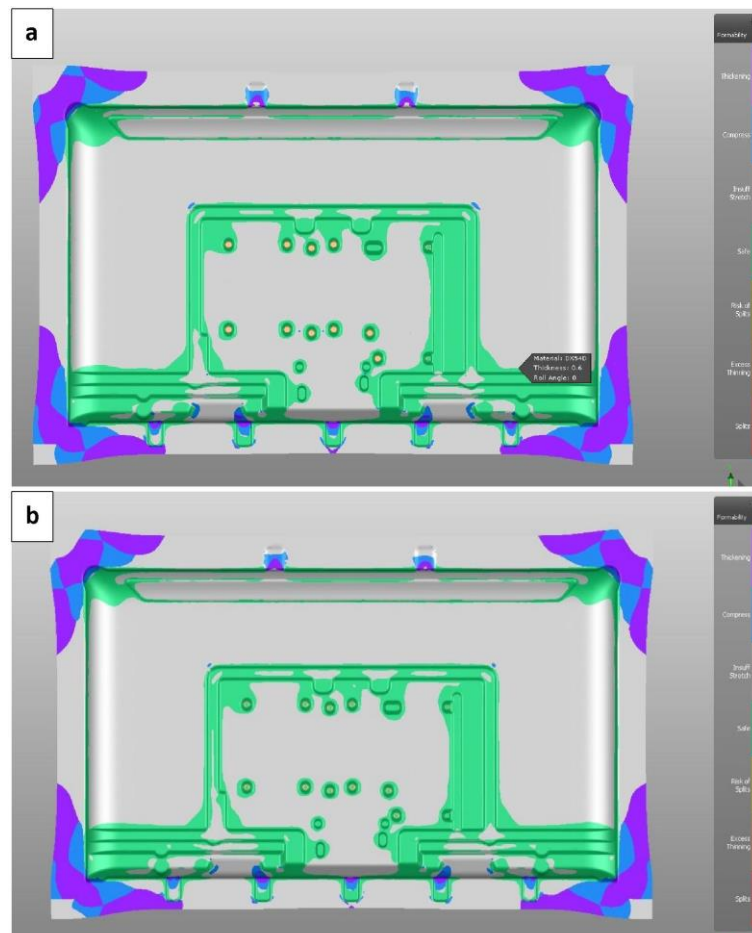 a
Formability
Thickening
Compress
Insuff
Stretch
Safe
Risk of
Splits
Excess
Thinning
Splits
Material: DX54D
Thickness: 0.6
Roll Angle: 0
b
Formability
Thickening
Compress
Insuff
Stretch
Safe
Risk of
Splits
Excess
Thinning
Splits